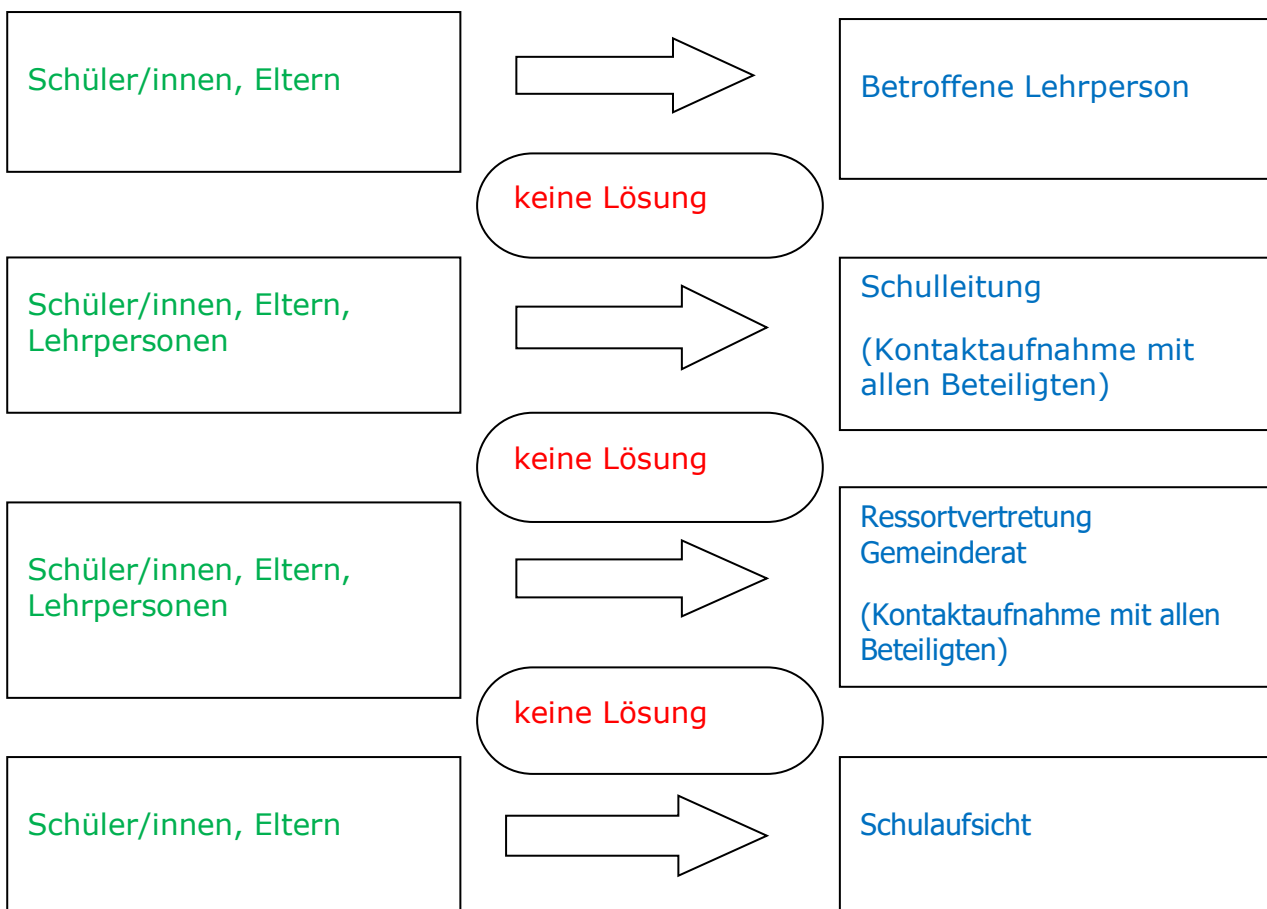 Schüler/innen, Eltern
Betroffene Lehrperson
keine Lösung
Schüler/innen, Eltern,
Lehrpersonen
Schulleitung
(Kontaktaufnahme mit
allen Beteiligten)
keine Lösung
Schüler/innen, Eltern,
Lehrpersonen
Ressortvertretung
Gemeinderat
(Kontaktaufnahme mit allen
Beteiligten)
keine Lösung
Schüler/innen, Eltern
Schulaufsicht